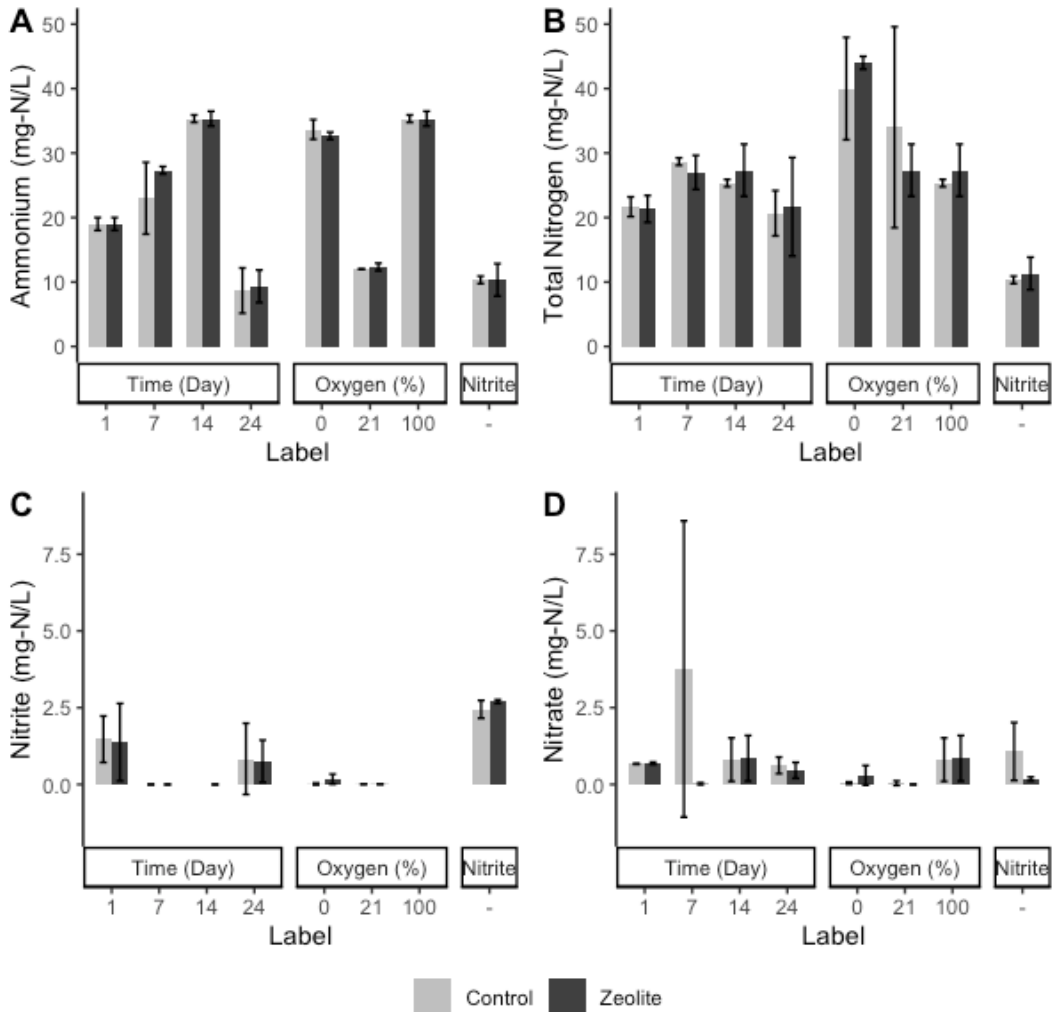 A
Ammonium (mg-N/L)
50
40
30
20
10
0
Time (Day) Oxygen (%) Nitrite
1 7 14 24 0 21 100 -
Label
B
Total Nitrogen (mg-N/L)
50
40
30
20
10
0
Time (Day) Oxygen (%) Nitrite
1 7 14 24 0 21 100 -
Label
C
Nitrite (mg-N/L)
7.5
5.0
2.5
0.0
Time (Day) Oxygen (%) Nitrite
1 7 14 24 0 21 100 -
Label
D
Nitrate (mg-N/L)
7.5
5.0
2.5
0.0
Time (Day) Oxygen (%) Nitrite
1 7 14 24 0 21 100 -
Label
Control Zeolite